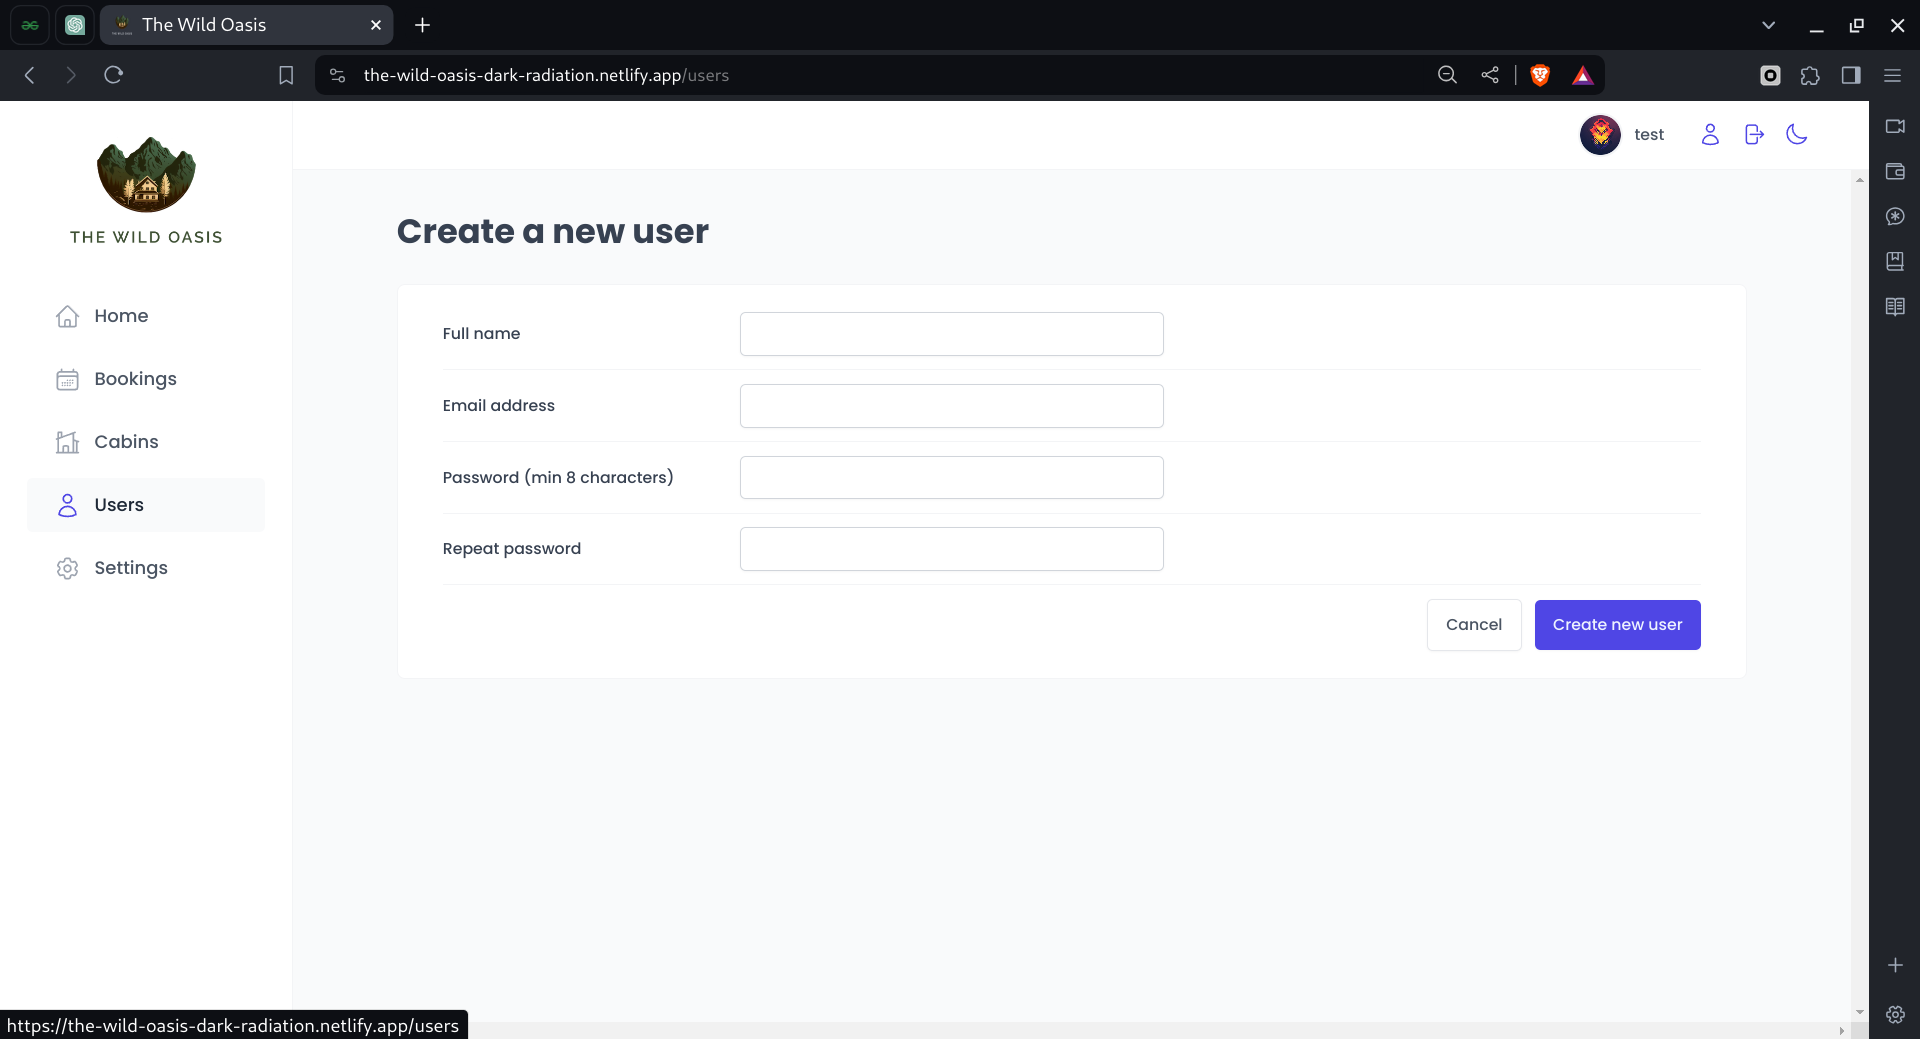 The Wild Oasis
the-wild-oasis-dark-radiation.netlify.app/users
test
THE WILD OASIS
Home
Bookings
Cabins
Users
Settings
Create a new user
Full name
Email address
Password (min 8 characters)
Repeat password
Cancel
Create new user
https://the-wild-oasis-dark-radiation.netlify.app/users